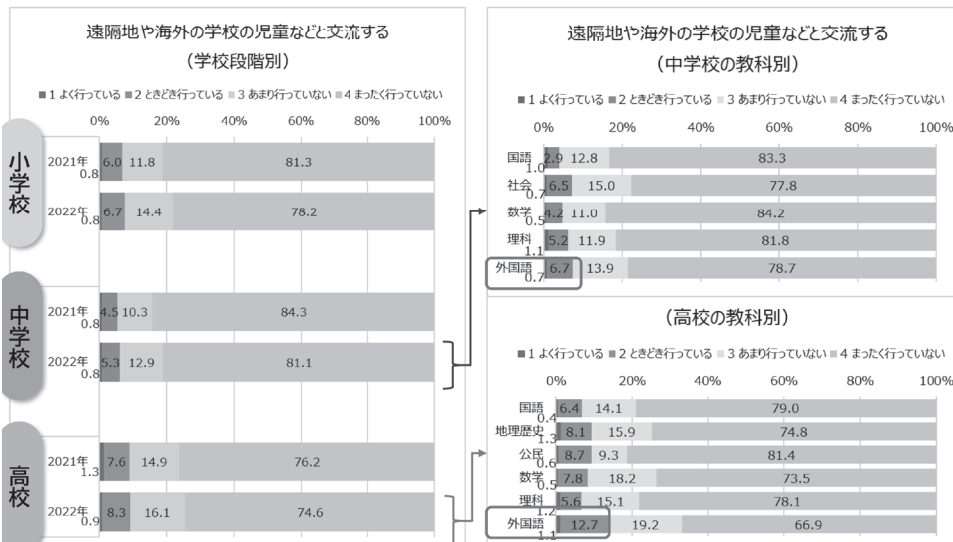 遠隔地や海外の学校の児童などと交流する
(学校段階別)
■1 よく行っている ■2 ときどき行っている ■3 あまり行っていない ■4 まったく行っていない
0% 20% 40% 60% 80% 100%
小学校
2021年 0.8 6.0 11.8 81.3
2022年 0.8 6.7 14.4 78.2
中学校
2021年 0.8 4.5 10.3 84.3
2022年 0.8 5.3 12.9 81.1
高校
2021年 1.3 7.6 14.9 76.2
2022年 0.9 8.3 16.1 74.6
遠隔地や海外の学校の児童などと交流する
(中学校の教科別)
■1 よく行っている ■2 ときどき行っている ■3 あまり行っていない ■4 まったく行っていない
0% 20% 40% 60% 80% 100%
国語 1.0 2.9 12.8 83.3
社会 0.7 6.5 15.0 77.8
数学 0.5 4.2 11.0 84.2
理科 1.1 5.2 11.9 81.8
外国語 0.7 6.7 13.9 78.7
(高校の教科別)
■1 よく行っている ■2 ときどき行っている ■3 あまり行っていない ■4 まったく行っていない
0% 20% 40% 60% 80% 100%
国語 0.4 6.4 14.1 79.0
地理歴史 1.3 8.1 15.9 74.8
公民 0.6 8.7 9.3 81.4
数学 0.5 7.8 18.2 73.5
理科 1.2 5.6 15.1 78.1
外国語 1.1 12.7 19.2 66.9